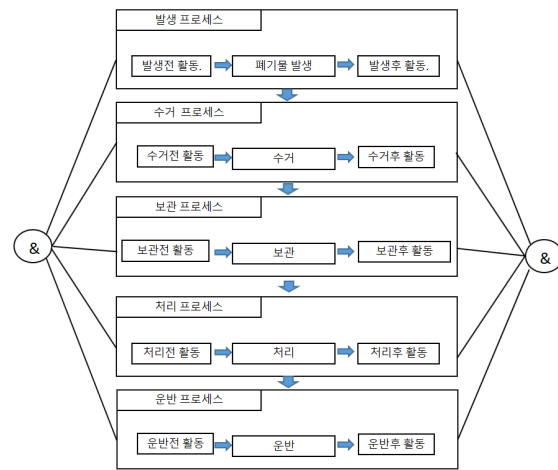 발생 프로세스
발생전 활동. 폐기물 발생 발생후 활동.
수거 프로세스
수거전 활동 수거 수거후 활동
&
보관 프로세스
보관전 활동 보관 보관후 활동
&
처리 프로세스
처리전 활동 처리 처리후 활동
운반 프로세스
운반전 활동 운반 운반후 활동